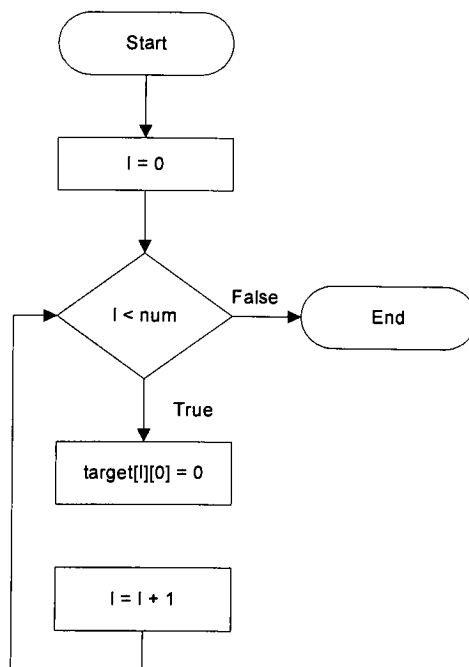 Start
I = 0
I < num
False
End
True
target[I][0] = 0
I = I + 1